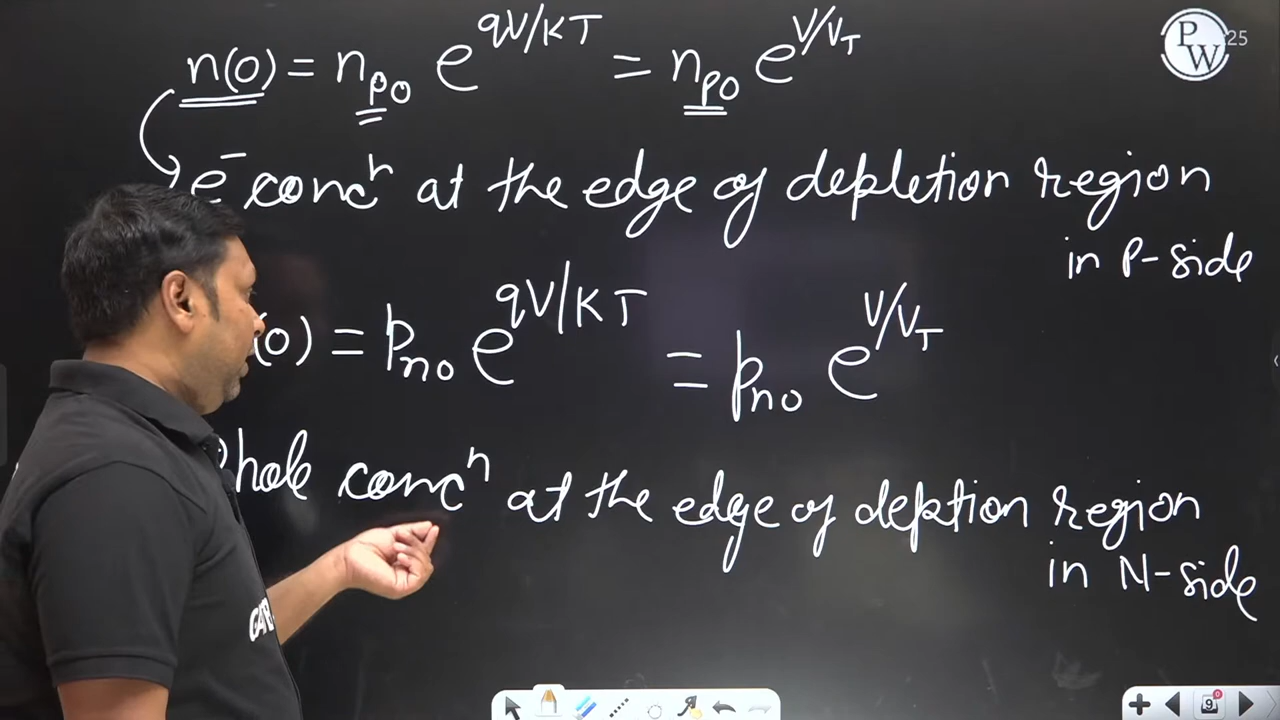 n(0) = n_p0 e^qV/KT = n_p0 e^V/V_T
PW 25
e⁻ concⁿ at the edge of depletion region
in P-side
(0) = p_n0 e^qV/KT = p_n0 e^V/V_T
hole concⁿ at the edge of deption region
in N-side
9